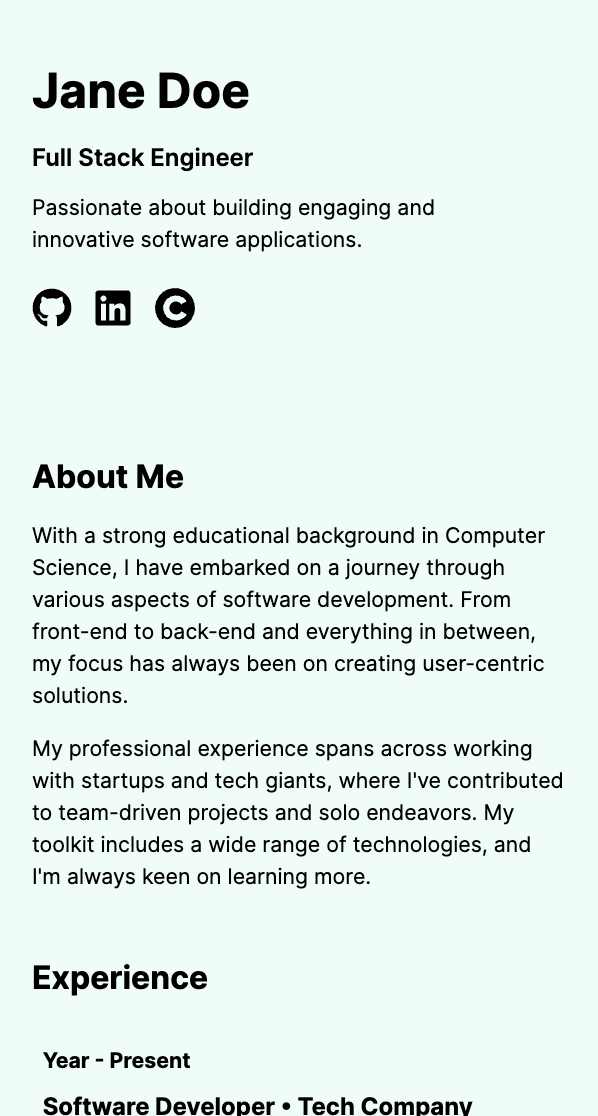 Jane Doe
Full Stack Engineer
Passionate about building engaging and
innovative software applications.
in
About Me
With a strong educational background in Computer
Science, I have embarked on a journey through
various aspects of software development. From
front-end to back-end and everything in between,
my focus has always been on creating user-centric
solutions.
My professional experience spans across working
with startups and tech giants, where I've contributed
to team-driven projects and solo endeavors. My
toolkit includes a wide range of technologies, and
I'm always keen on learning more.
Experience
Year - Present
Software Developer • Tech Company